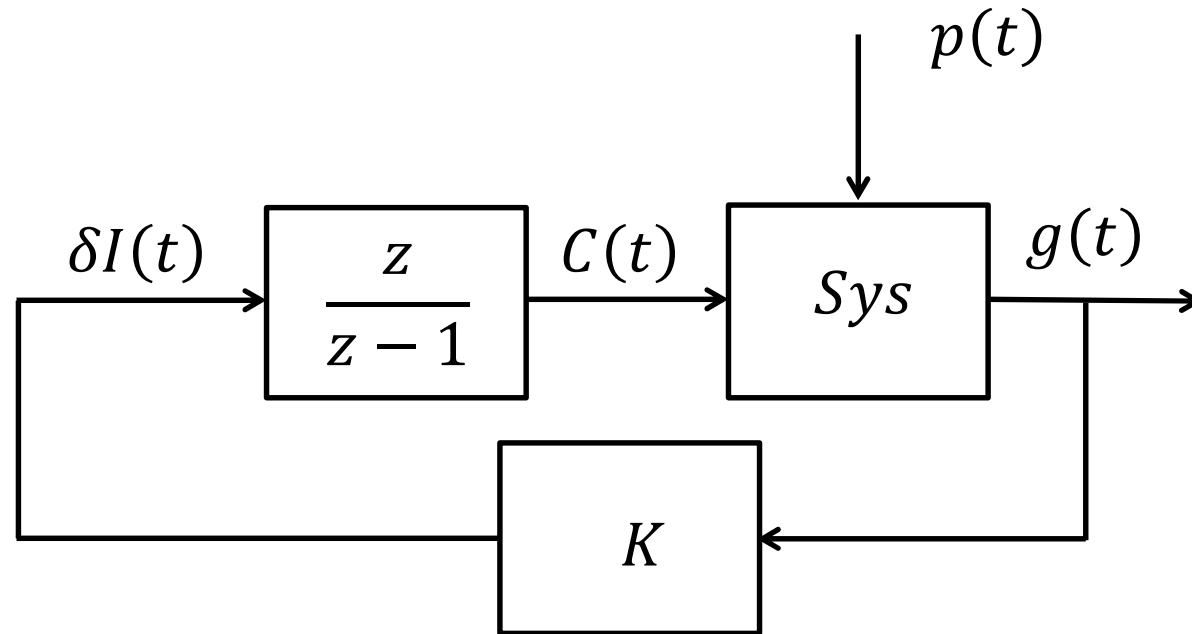 p(t)
δI(t)
z
z − 1
C(t)
Sys
g(t)
K